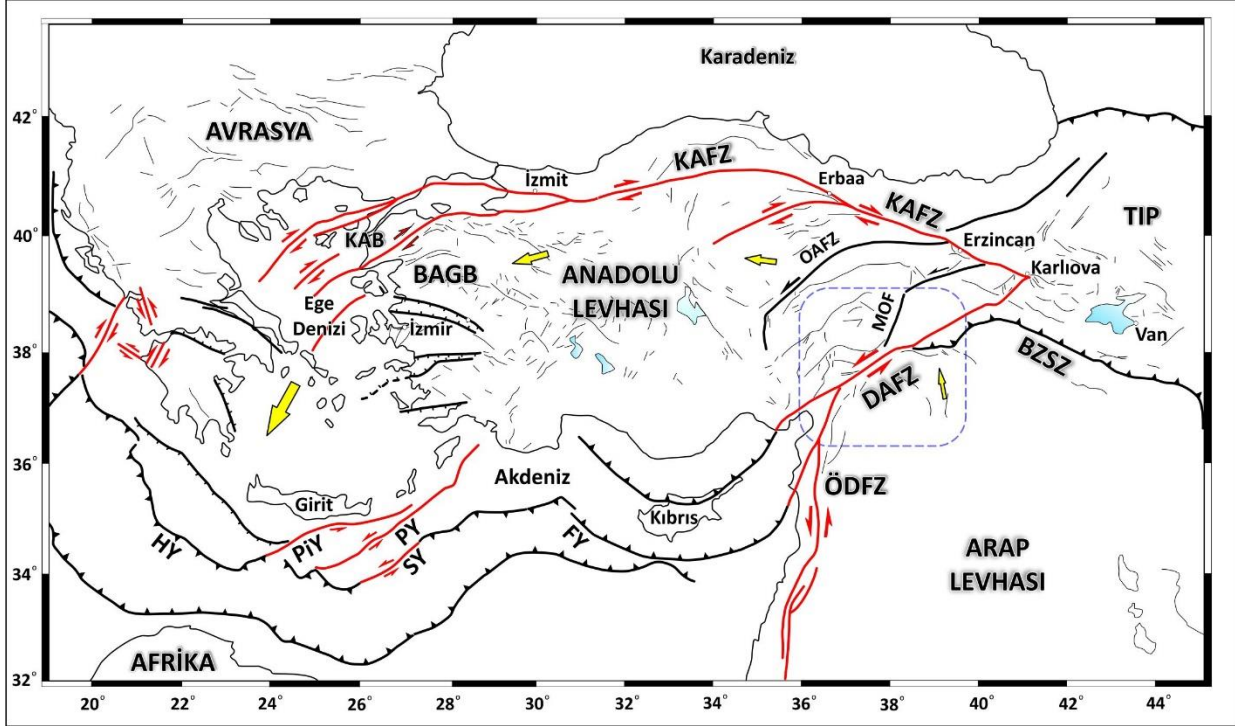 Karadeniz
42°
AVRASYA
KAFZ
İzmit
Erbaa
KAFZ
TIP
40°
KAB
ÖAFZ
Erzincan
BAGB
ANADOLU
LEVHASI
Karlıova
Ege
Denizi
İzmir
MOF
Van
38°
BZSZ
DAFZ
36°
Akdeniz
ÖDFZ
Girit
Kıbrıs
HY
PiY
PY
SY
FY
ARAP
LEVHASI
34°
AFRİKA
32°
20° 22° 24° 26° 28° 30° 32° 34° 36° 38° 40° 42° 44°